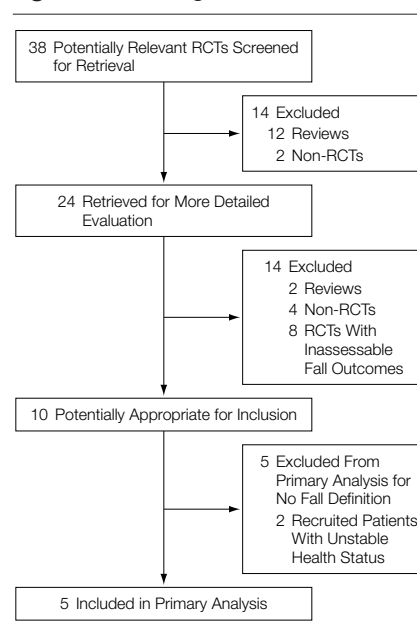 38 Potentially Relevant RCTs Screened
for Retrieval
14 Excluded
12 Reviews
2 Non-RCTs
24 Retrieved for More Detailed
Evaluation
14 Excluded
2 Reviews
4 Non-RCTs
8 RCTs With
Inassessable
Fall Outcomes
10 Potentially Appropriate for Inclusion
5 Excluded From
Primary Analysis for
No Fall Definition
2 Recruited Patients
With Unstable
Health Status
5 Included in Primary Analysis